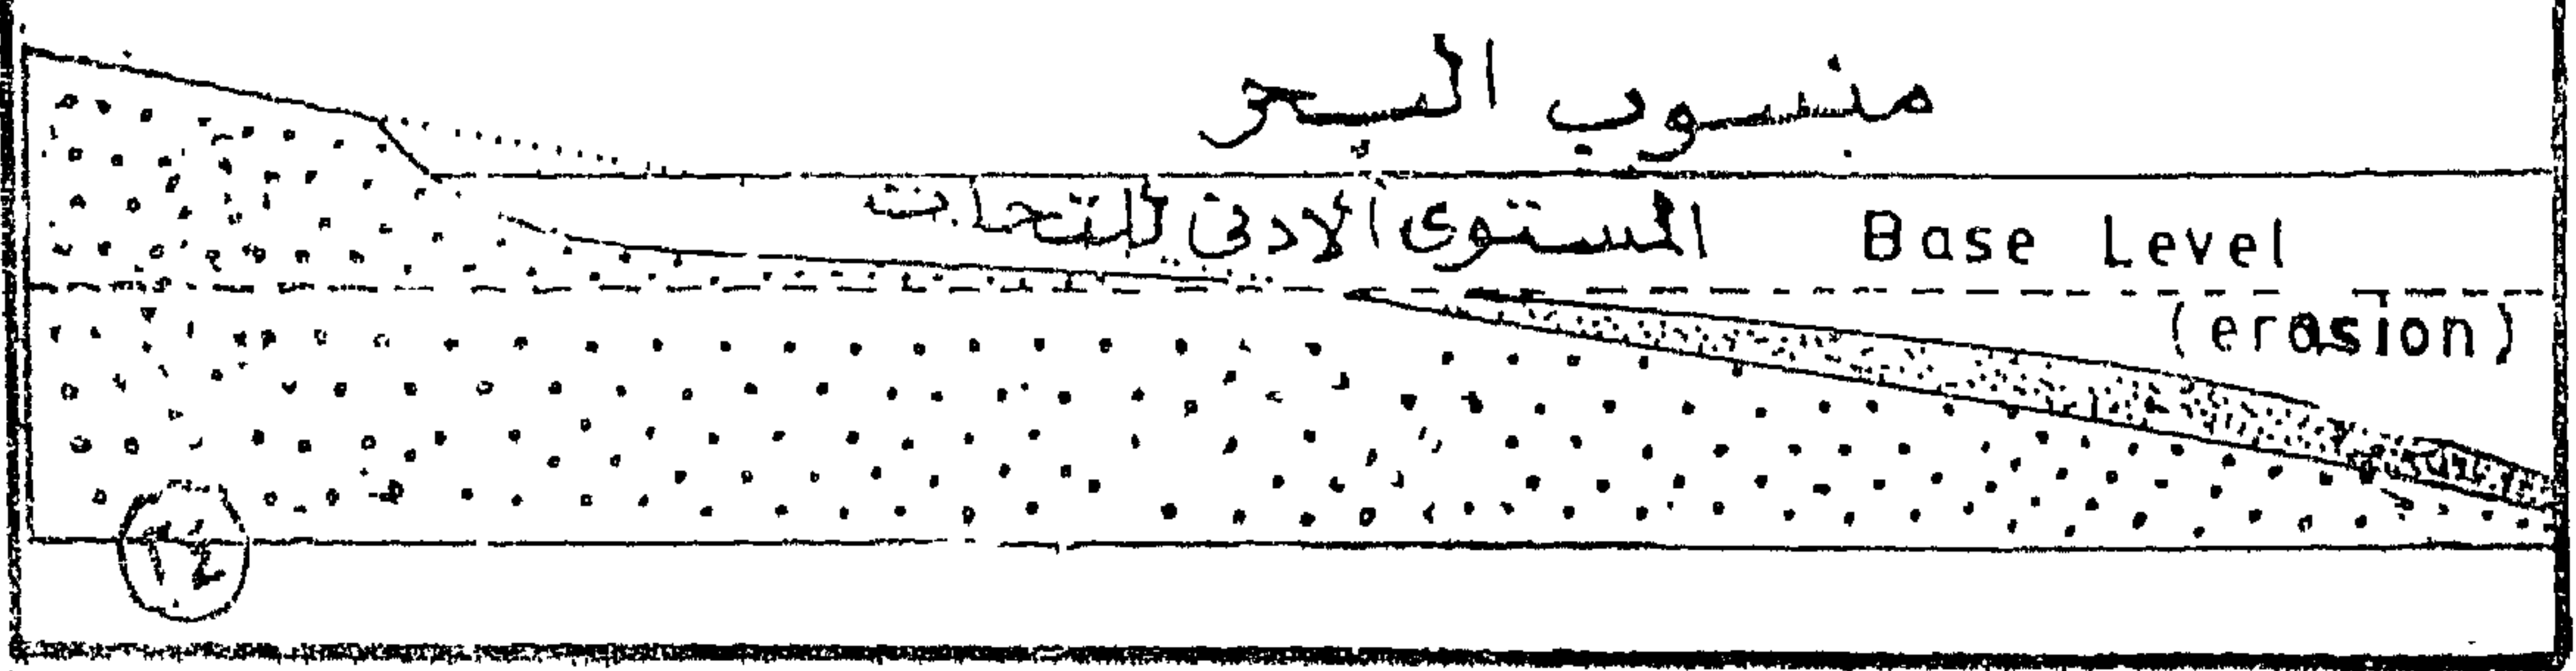 منسوب البحر
المستوى الأدنى للتحات Base Level
(erosion)